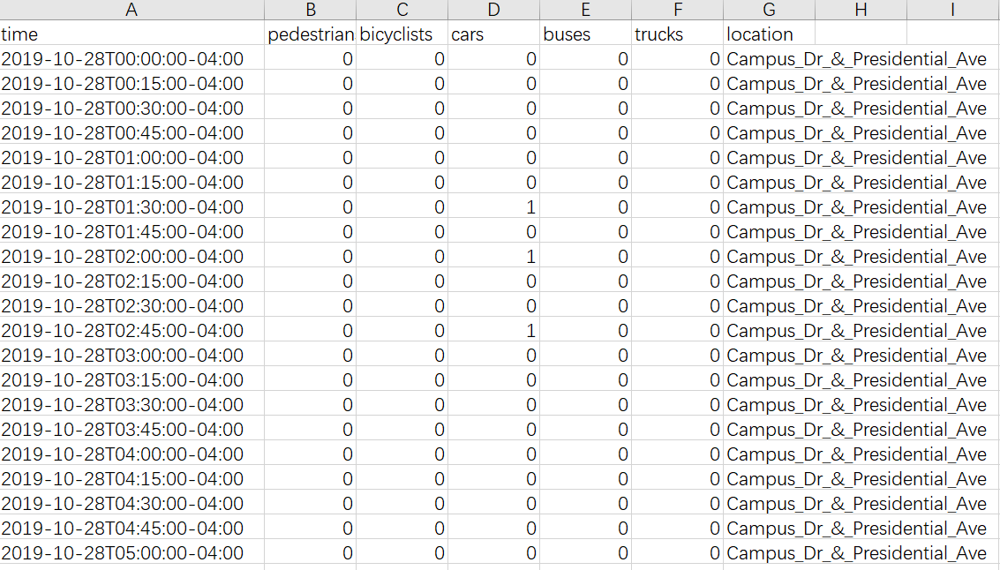 A B C D E F G H I
time pedestrian bicyclists cars buses trucks location
2019-10-28T00:00:00-04:00 0 0 0 0 0 Campus_Dr_&_Presidential_Ave
2019-10-28T00:15:00-04:00 0 0 0 0 0 Campus_Dr_&_Presidential_Ave
2019-10-28T00:30:00-04:00 0 0 0 0 0 Campus_Dr_&_Presidential_Ave
2019-10-28T00:45:00-04:00 0 0 0 0 0 Campus_Dr_&_Presidential_Ave
2019-10-28T01:00:00-04:00 0 0 0 0 0 Campus_Dr_&_Presidential_Ave
2019-10-28T01:15:00-04:00 0 0 0 0 0 Campus_Dr_&_Presidential_Ave
2019-10-28T01:30:00-04:00 0 0 1 0 0 Campus_Dr_&_Presidential_Ave
2019-10-28T01:45:00-04:00 0 0 0 0 0 Campus_Dr_&_Presidential_Ave
2019-10-28T02:00:00-04:00 0 0 1 0 0 Campus_Dr_&_Presidential_Ave
2019-10-28T02:15:00-04:00 0 0 0 0 0 Campus_Dr_&_Presidential_Ave
2019-10-28T02:30:00-04:00 0 0 0 0 0 Campus_Dr_&_Presidential_Ave
2019-10-28T02:45:00-04:00 0 0 1 0 0 Campus_Dr_&_Presidential_Ave
2019-10-28T03:00:00-04:00 0 0 0 0 0 Campus_Dr_&_Presidential_Ave
2019-10-28T03:15:00-04:00 0 0 0 0 0 Campus_Dr_&_Presidential_Ave
2019-10-28T03:30:00-04:00 0 0 0 0 0 Campus_Dr_&_Presidential_Ave
2019-10-28T03:45:00-04:00 0 0 0 0 0 Campus_Dr_&_Presidential_Ave
2019-10-28T04:00:00-04:00 0 0 0 0 0 Campus_Dr_&_Presidential_Ave
2019-10-28T04:15:00-04:00 0 0 0 0 0 Campus_Dr_&_Presidential_Ave
2019-10-28T04:30:00-04:00 0 0 0 0 0 Campus_Dr_&_Presidential_Ave
2019-10-28T04:45:00-04:00 0 0 0 0 0 Campus_Dr_&_Presidential_Ave
2019-10-28T05:00:00-04:00 0 0 0 0 0 Campus_Dr_&_Presidential_Ave